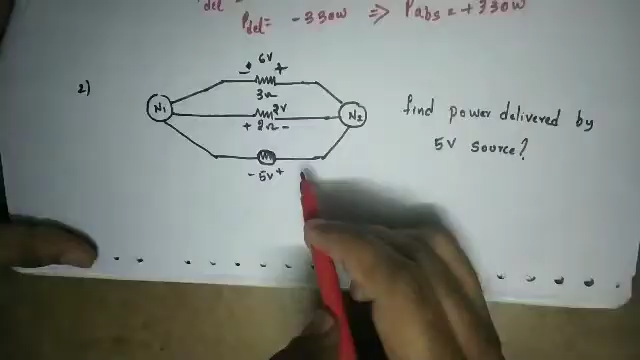 Pdel = -330W ⇒ Pabs = +330W
2)
6V
- +
3Ω
N1
2V
N2
+ 2Ω -
- 5V +
find power delivered by
5V source?